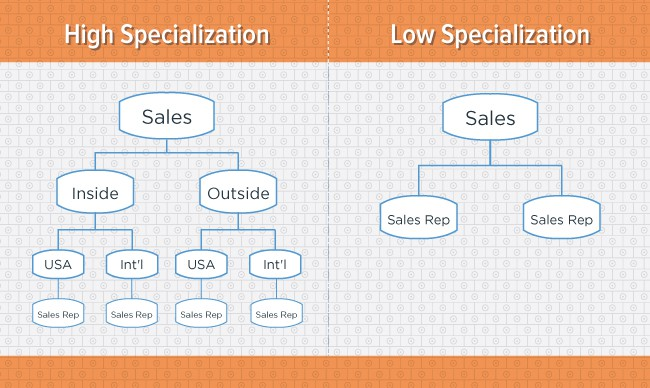 High Specialization
Low Specialization
Sales
Inside
Outside
USA
Int'l
USA
Int'l
Sales Rep
Sales Rep
Sales Rep
Sales Rep
Sales
Sales Rep
Sales Rep